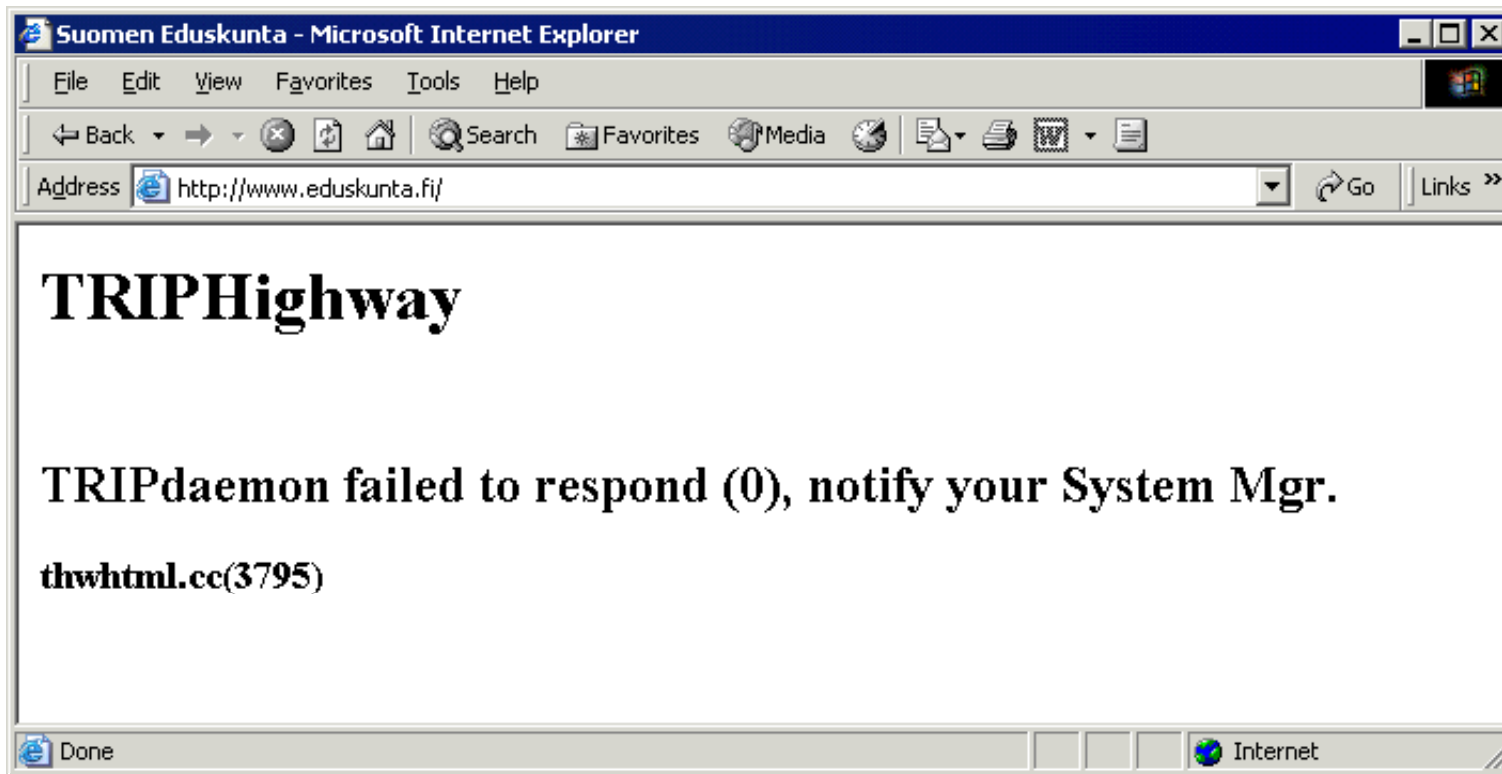 Suomen Eduskunta - Microsoft Internet Explorer
File Edit View Favorites Tools Help
Back Search Favorites Media
Address http://www.eduskunta.fi/ Go Links »
TRIPHighway
TRIPdaemon failed to respond (0), notify your System Mgr.
thwhtml.cc(3795)
Done Internet